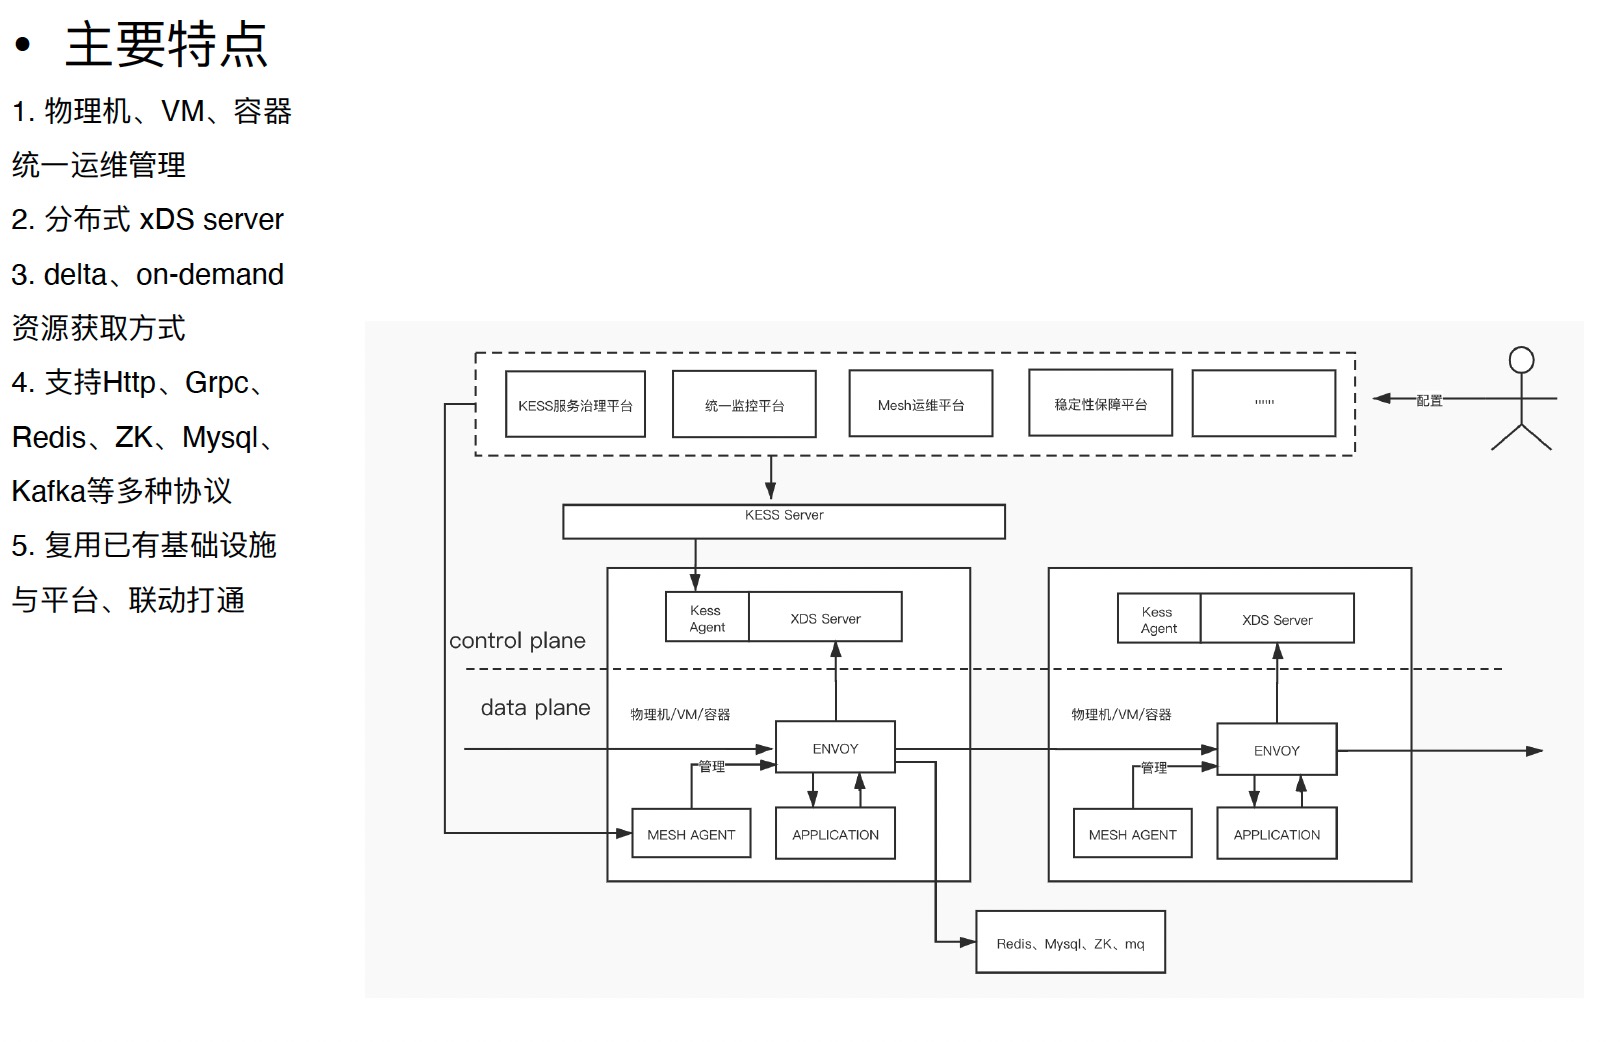 • 主要特点
1. 物理机、VM、容器
统一运维管理
2. 分布式 xDS server
3. delta、on-demand
资源获取方式
4. 支持Http、Grpc、
Redis、ZK、Mysql、
Kafka等多种协议
5. 复用已有基础设施
与平台、联动打通
KESS服务治理平台
统一监控平台
Mesh运维平台
稳定性保障平台
""""
配置
KESS Server
Kess
Agent
XDS Server
Kess
Agent
XDS Server
control plane
data plane
物理机/VM/容器
物理机/VM/容器
ENVOY
ENVOY
管理
管理
MESH AGENT
APPLICATION
MESH AGENT
APPLICATION
Redis、Mysql、ZK、mq